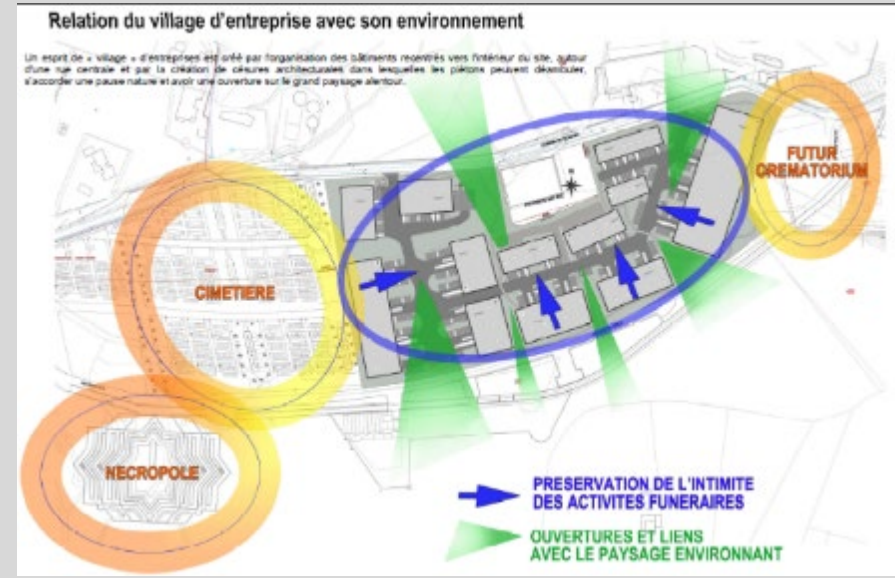 Relation du village d'entreprise avec son environnement
Un esprit de « village » d'entreprises est créé par l'organisation des bâtiments recentrés vers l'intérieur du site, autour
d'une rue centrale et par la création de césures architecturales dans lesquelles les piétons peuvent déambuler,
s'accorder une pause nature et avoir une ouverture sur le grand paysage alentour.
FUTUR
CREMATORIUM
CIMETIERE
NECROPOLE
PRESERVATION DE L'INTIMITE
DES ACTIVITES FUNERAIRES
OUVERTURES ET LIENS
AVEC LE PAYSAGE ENVIRONNANT